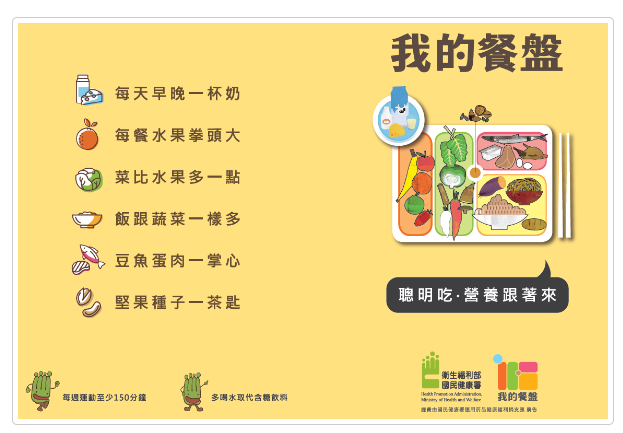 我的餐盤
每天早晚一杯奶
每餐水果拳頭大
菜比水果多一點
飯跟蔬菜一樣多
豆魚蛋肉一掌心
堅果種子一茶匙
聰明吃·營養跟著來
每週運動至少150分鐘
多喝水取代含糖飲料
衛生福利部
國民健康署
Health Promotion Administration,
Ministry of Health and Welfare
我的餐盤